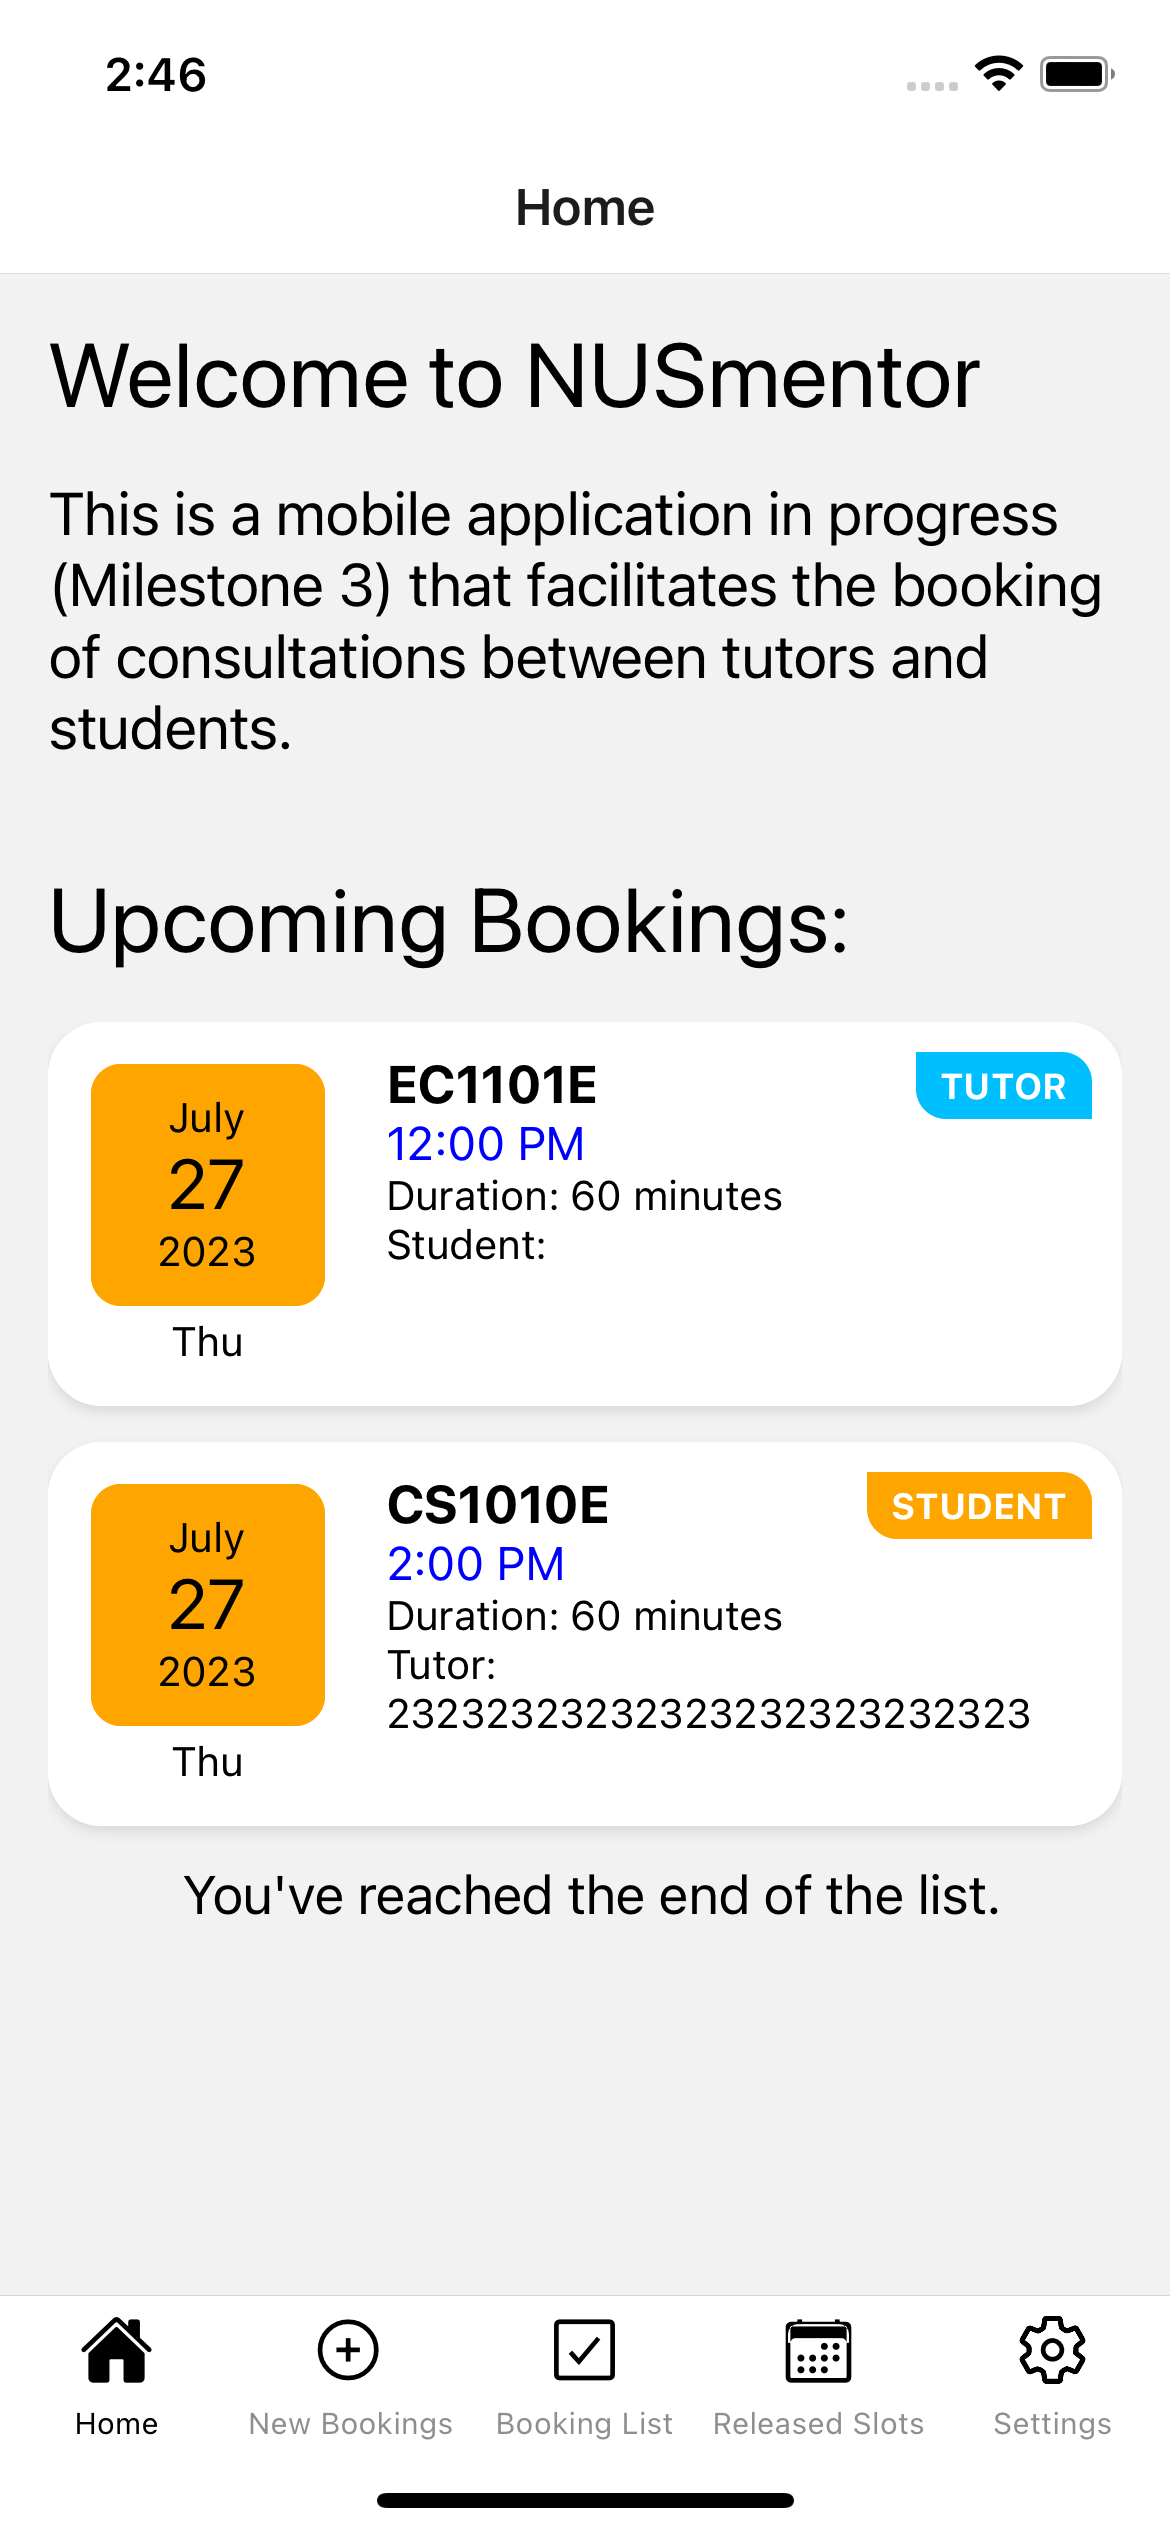 2:46
Home
Welcome to NUSmentor
This is a mobile application in progress
(Milestone 3) that facilitates the booking
of consultations between tutors and
students.
Upcoming Bookings:
July
27
2023
Thu
EC1101E
12:00 PM
Duration: 60 minutes
Student:
TUTOR
July
27
2023
Thu
CS1010E
2:00 PM
Duration: 60 minutes
Tutor:
23232323232323232323232323
STUDENT
You've reached the end of the list.
Home
New Bookings
Booking List
Released Slots
Settings